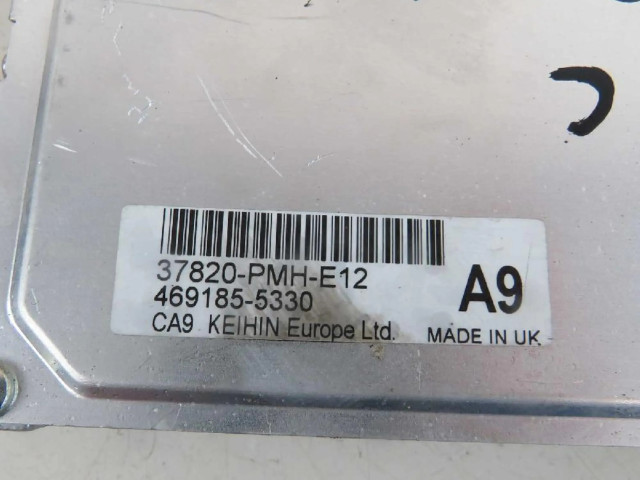 37820-PMH-E12
469185-5330
A9
CA9 KEIHIN Europe Ltd. MADE IN UK